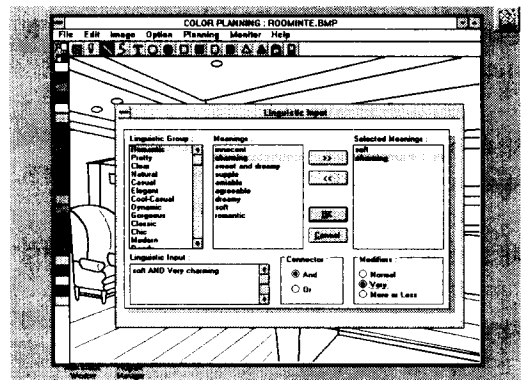 COLOR PLANNING : ROOMINTE.BMP
File Edit Image Option Planning Monitor Help
Linguistic Input
Linguistic Group : Meanings Selected Meanings :
Romantic
Pretty
Clear
Natural
Casual
Elegant
Cool-Casual
Dynamic
Gorgeous
Classic
Chic
Modern
innocent
charming
sweet and dreamy
supple
amiable
agreeable
dreamy
soft
romantic
>>
<<
OK
Cancel
soft
charming
Linguistic Input :
soft AND Very charming
Connector
And
Or
Modifiers
Normal
Very
More or Less
Manager